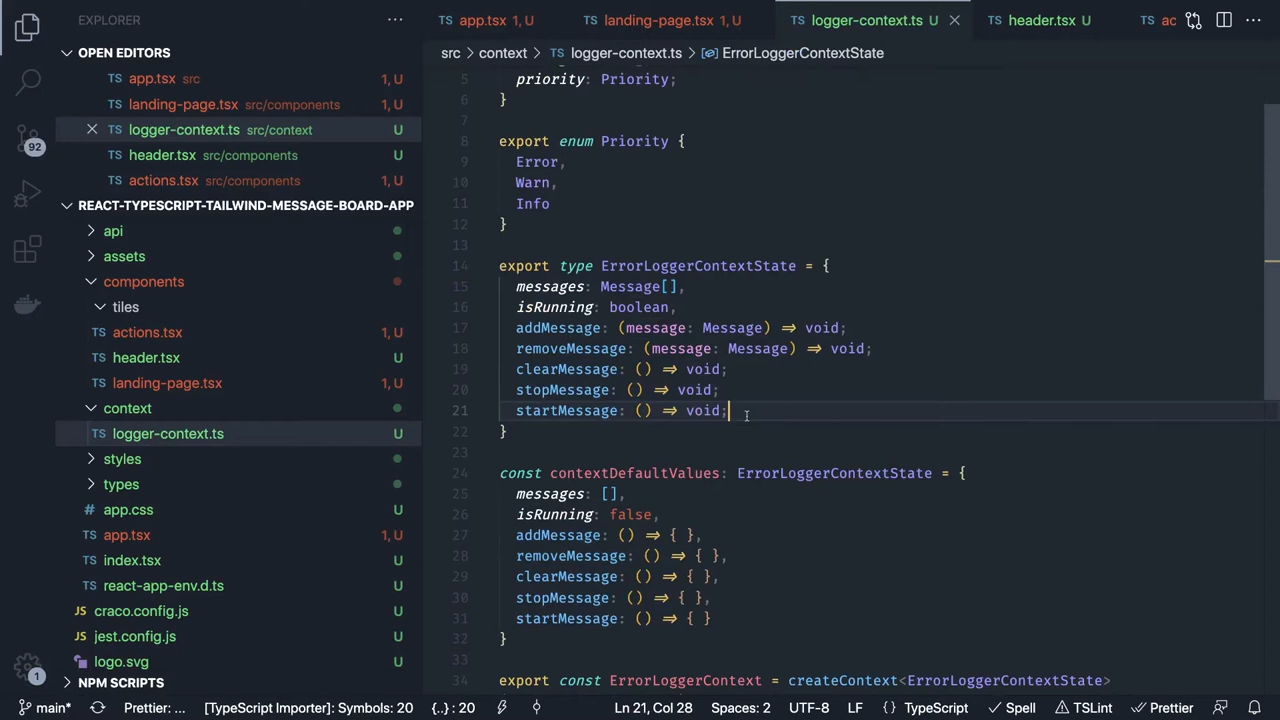 EXPLORER
OPEN EDITORS
TS app.tsx src 1, U
TS landing-page.tsx src/components 1, U
TS logger-context.ts src/context U
TS header.tsx src/components U
TS actions.tsx src/components 1, U
REACT-TYPESCRIPT-TAILWIND-MESSAGE-BOARD-APP
api
assets
components
tiles
TS actions.tsx 1, U
TS header.tsx U
TS landing-page.tsx 1, U
context
TS logger-context.ts U
styles
types
TS app.css U
TS app.tsx 1, U
TS index.tsx U
TS react-app-env.d.ts U
TS craco.config.js U
TS jest.config.js U
logo.svg U
NPM SCRIPTS
92
1
TS app.tsx 1, U TS landing-page.tsx 1, U TS logger-context.ts U TS header.tsx U TS ac
src > context > TS logger-context.ts > ErrorLoggerContextState
5 priority: Priority;
6 }
7
8 export enum Priority {
9 Error,
10 Warn,
11 Info
12 }
13
14 export type ErrorLoggerContextState = {
15 messages: Message[],
16 isRunning: boolean,
17 addMessage: (message: Message) => void;
18 removeMessage: (message: Message) => void;
19 clearMessage: () => void;
20 stopMessage: () => void;
21 startMessage: () => void;
22 }
23
24 const contextDefaultValues: ErrorLoggerContextState = {
25 messages: [],
26 isRunning: false,
27 addMessage: () => { },
28 removeMessage: () => { },
29 clearMessage: () => { },
30 stopMessage: () => { },
31 startMessage: () => { }
32 }
33
34 export const ErrorLoggerContext = createContext<ErrorLoggerContextState>
main* Prettier: ... [TypeScript Importer]: Symbols: 20 {..} : 20 Ln 21, Col 28 Spaces: 2 UTF-8 LF {} TypeScript Spell TSLint Prettier